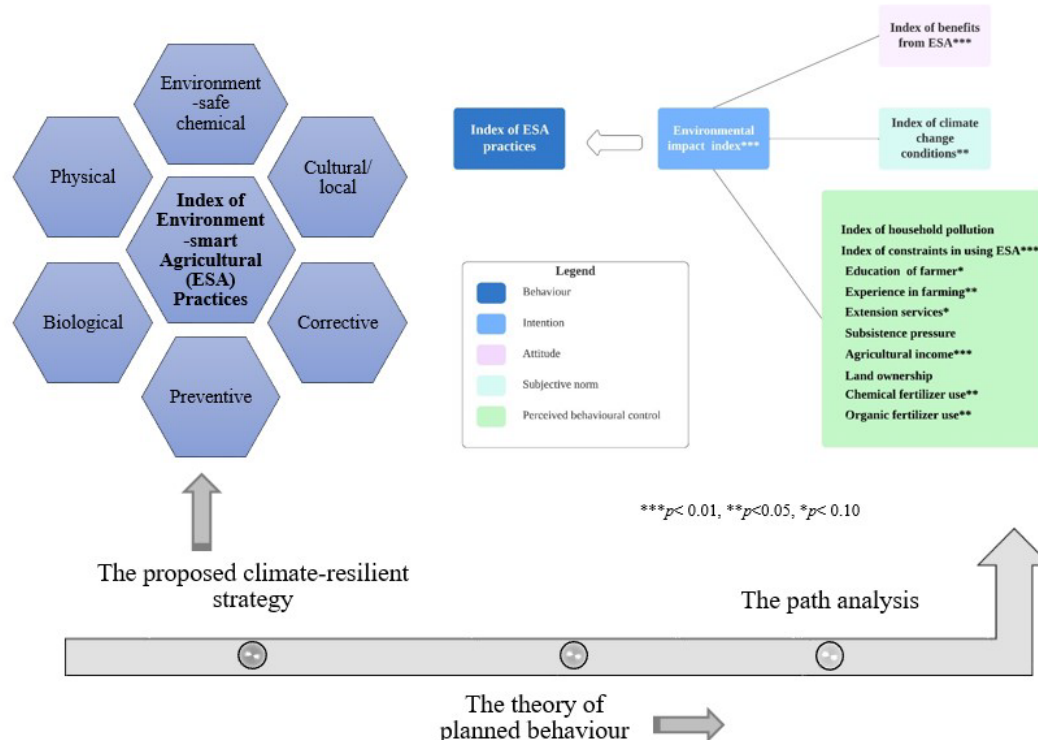 Environment
-safe
chemical
Physical
Cultural/
local
Index of
Environment
-smart
Agricultural
(ESA)
Practices
Biological
Corrective
Preventive
Index of benefits
from ESA***
Index of ESA
practices
Environmental
impact index***
Index of climate
change
conditions**
Index of household pollution
Index of constraints in using ESA***
Education of farmer*
Experience in farming**
Extension services*
Subsistence pressure
Agricultural income***
Land ownership
Chemical fertilizer use**
Organic fertilizer use**
Legend
Behaviour
Intention
Attitude
Subjective norm
Perceived behavioural control
***p< 0.01, **p<0.05, *p< 0.10
The proposed climate-resilient
strategy
The path analysis
The theory of
planned behaviour